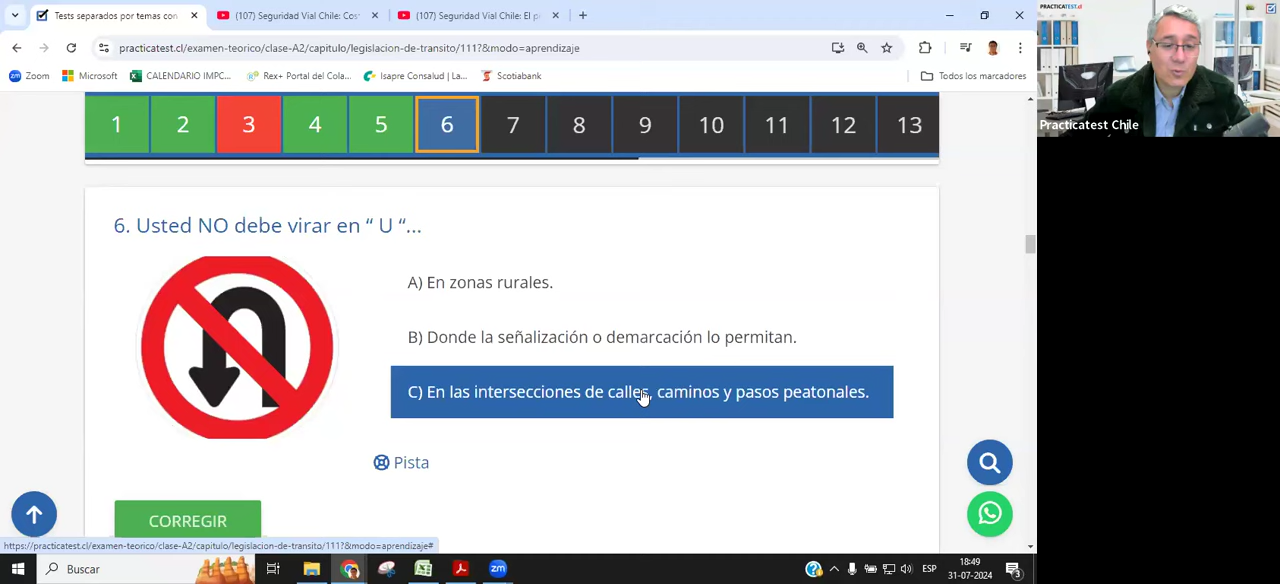 Tests separados por temas con
(107) Seguridad Vial Chile:
(107) Seguridad Vial Chile: El p
practicatest.cl/examen-teorico/clase-A2/capitulo/legislacion-de-transito/111?&modo=aprendizaje
Zoom
Microsoft
CALENDARIO IMPC...
Rex+ Portal del Col
Isapre Consalud | La...
Scotiabank
Todos los marcadores
PRACTICATEST.cl
Practicatest Chile
1 2 3 4 5 6 7 8 9 10 11 12 13
6. Usted NO debe virar en “ U “...
A) En zonas rurales.
B) Donde la señalización o demarcación lo permitan.
C) En las intersecciones de calles, caminos y pasos peatonales.
Pista
CORREGIR
https://practicatest.cl/examen-teorico/clase-A2/capitulo/legislacion-de-transito/111?&modo=aprendizaje#
Buscar
ESP
18:49
31-07-2024